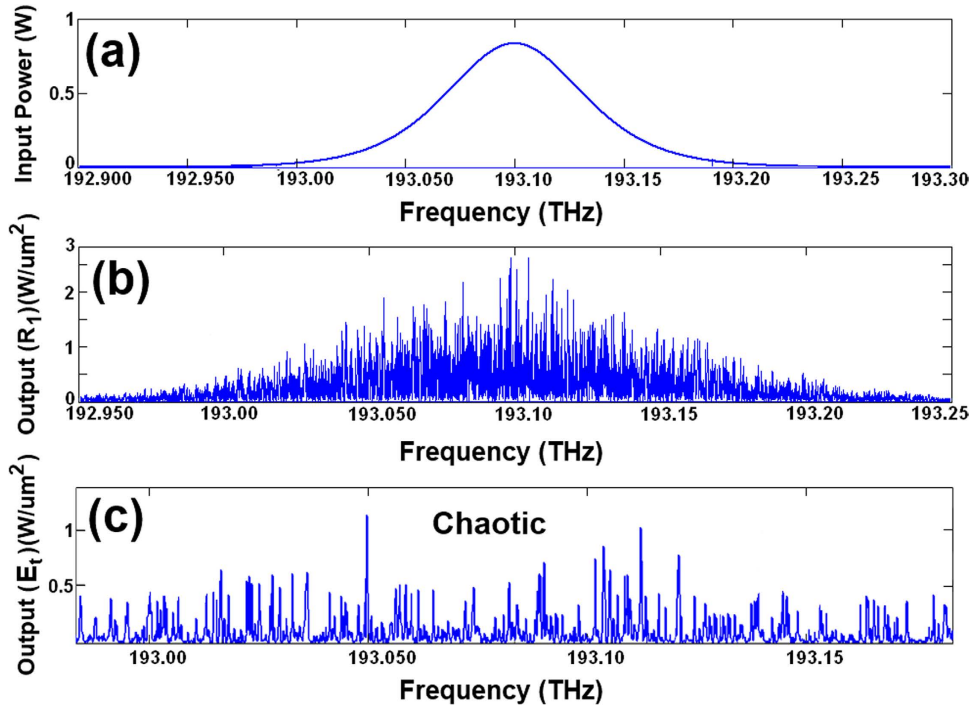 (a)
Input Power (W)
1
0.5
0
192.900 192.950 193.00 193.050 193.10 193.15 193.20 193.25 193.30
Frequency (THz)
(b)
Output (R1)(W/um2)
3
2
1
0
192.950 193.00 193.050 193.10 193.15 193.20 193.25
Frequency (THz)
(c)
Chaotic
Output (Et)(W/um2)
1
0.5
193.00 193.050 193.10 193.15
Frequency (THz)